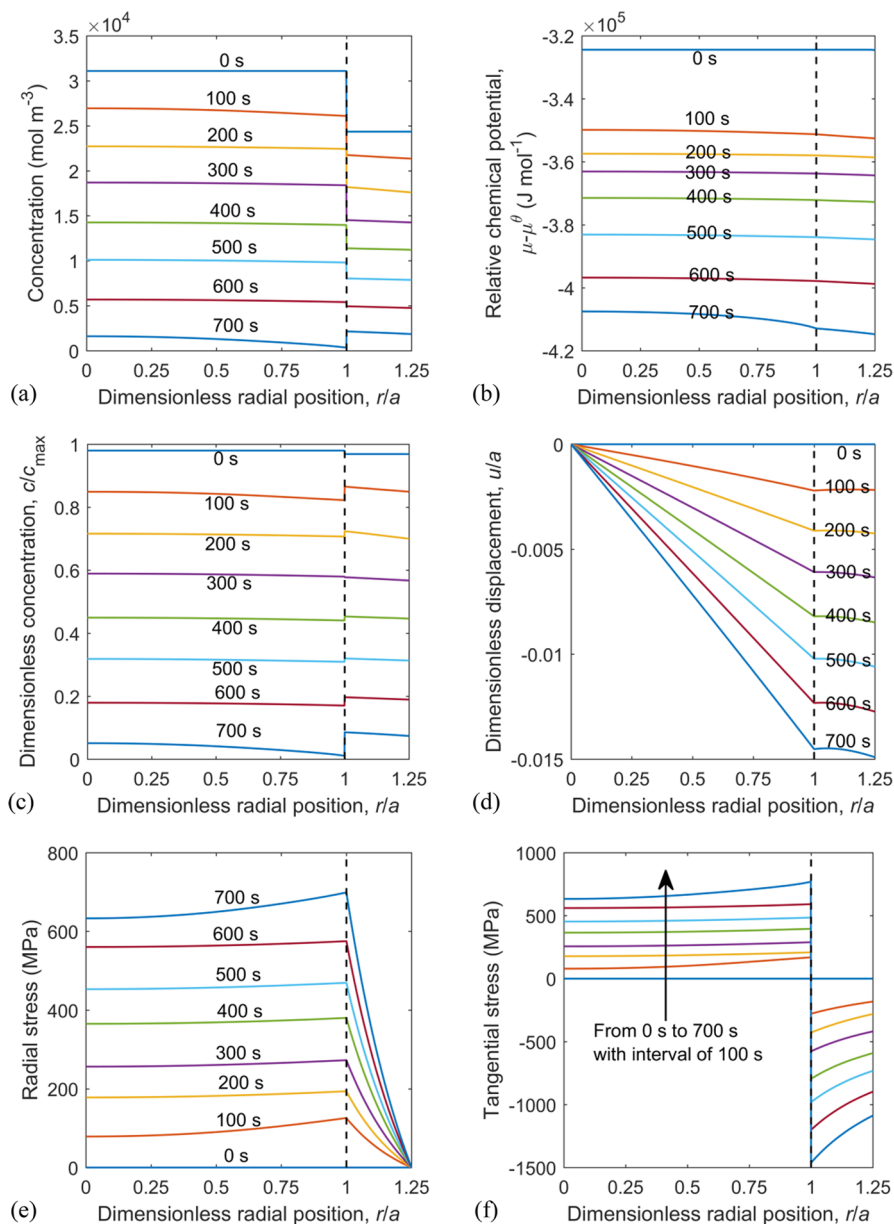 ×10⁴
3.5
3
2.5
2
1.5
1
0.5
0
Concentration (mol m⁻³)
0 s
100 s
200 s
300 s
400 s
500 s
600 s
700 s
0 0.25 0.5 0.75 1 1.25
Dimensionless radial position, r/a
(a)
×10⁵
-3.2
-3.4
-3.6
-3.8
-4
-4.2
Relative chemical potential,
μ-μ^θ (J mol⁻¹)
0 s
100 s
200 s
300 s
400 s
500 s
600 s
700 s
0 0.25 0.5 0.75 1 1.25
Dimensionless radial position, r/a
(b)
1
0.8
0.6
0.4
0.2
0
Dimensionless concentration, c/c_max
0 s
100 s
200 s
300 s
400 s
500 s
600 s
700 s
0 0.25 0.5 0.75 1 1.25
Dimensionless radial position, r/a
(c)
0
-0.005
-0.01
-0.015
Dimensionless displacement, u/a
0 s
100 s
200 s
300 s
400 s
500 s
600 s
700 s
0 0.25 0.5 0.75 1 1.25
Dimensionless radial position, r/a
(d)
800
600
400
200
0
Radial stress (MPa)
700 s
600 s
500 s
400 s
300 s
200 s
100 s
0 s
0 0.25 0.5 0.75 1 1.25
Dimensionless radial position, r/a
(e)
1000
500
0
-500
-1000
-1500
Tangential stress (MPa)
From 0 s to 700 s
with interval of 100 s
0 0.25 0.5 0.75 1 1.25
Dimensionless radial position, r/a
(f)